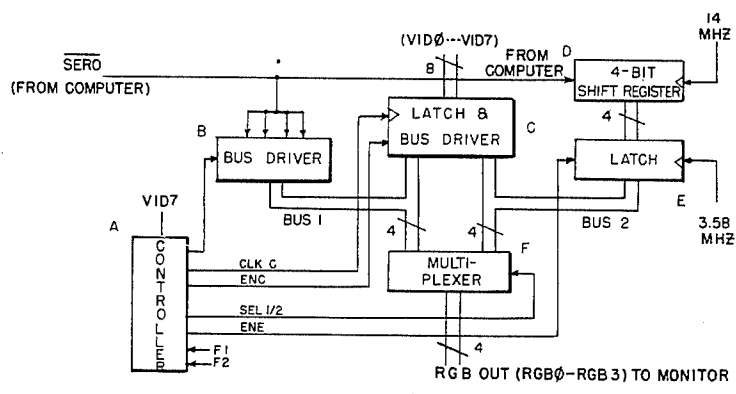 (VIDØ---VID7)
14
MHZ
SERO
(FROM COMPUTER)
8
FROM
COMPUTER
D
4-BIT
SHIFT REGISTER
B
BUS DRIVER
LATCH &
BUS DRIVER
C
4
LATCH
E
3.58
MHZ
VID7
A
CONTROLLER
BUS 1
4
4
BUS 2
F
MULTI-
PLEXER
CLK C
ENC
SEL 1/2
ENE
F1
F2
4
RGB OUT (RGBØ-RGB3) TO MONITOR